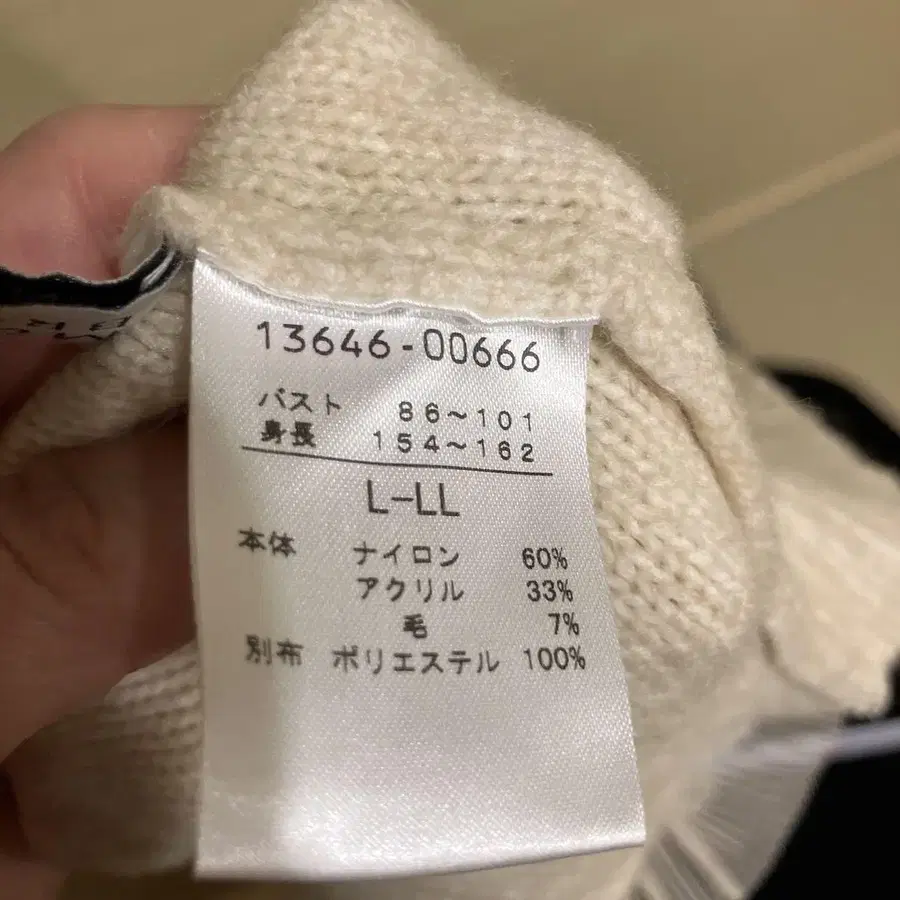 13646-00666
バスト 86～101
身長 154～162
L-LL
本体 ナイロン 60%
アクリル 33%
毛 7%
別布 ポリエステル 100%